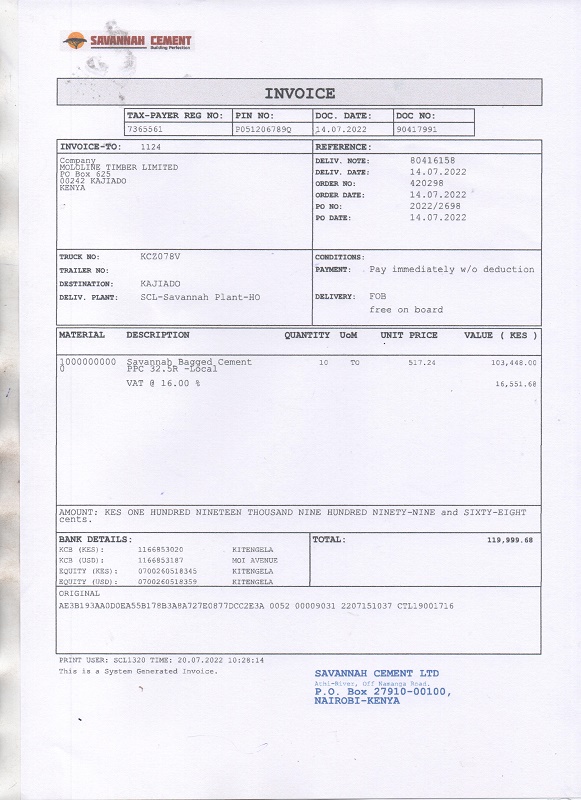 SAVANNAH CEMENT
Building Perfection
INVOICE
TAX-PAYER REG NO: PIN NO: DOC. DATE: DOC NO:
7365561 P051206789Q 14.07.2022 90417991
INVOICE-TO: 1124 REFERENCE:
Company
MOLDLINE TIMBER LIMITED
PO Box 625
00242 KAJIADO
KENYA
DELIV. NOTE: 80416158
DELIV. DATE: 14.07.2022
ORDER NO: 420298
ORDER DATE: 14.07.2022
PO NO: 2022/2698
PO DATE: 14.07.2022
TRUCK NO: KCZ078V
TRAILER NO:
DESTINATION: KAJIADO
DELIV. PLANT: SCL-Savannah Plant-HO
CONDITIONS:
PAYMENT: Pay immediately w/o deduction
DELIVERY: FOB
free on board
MATERIAL DESCRIPTION QUANTITY UoM UNIT PRICE VALUE ( KES )
1000000000 Savannah Bagged Cement 10 TO 517.24 103,448.00
0 PPC 32.5R -Local
VAT @ 16.00 % 16,551.68
AMOUNT: KES ONE HUNDRED NINETEEN THOUSAND NINE HUNDRED NINETY-NINE and SIXTY-EIGHT
cents.
BANK DETAILS: TOTAL: 119,999.68
KCB (KES): 1166853020 KITENGELA
KCB (USD): 1166853187 MOI AVENUE
EQUITY (KES): 0700260518345 KITENGELA
EQUITY (USD): 0700260518359 KITENGELA
ORIGINAL
AE3B193AA0D0EA55B178B3A8A727E0877DCC2E3A 0052 00009031 2207151037 CTL19001716
PRINT USER: SCL1320 TIME: 20.07.2022 10:28:14
This is a System Generated Invoice.
SAVANNAH CEMENT LTD
Athi-River, Off Namanga Road.
P.O. Box 27910-00100,
NAIROBI-KENYA